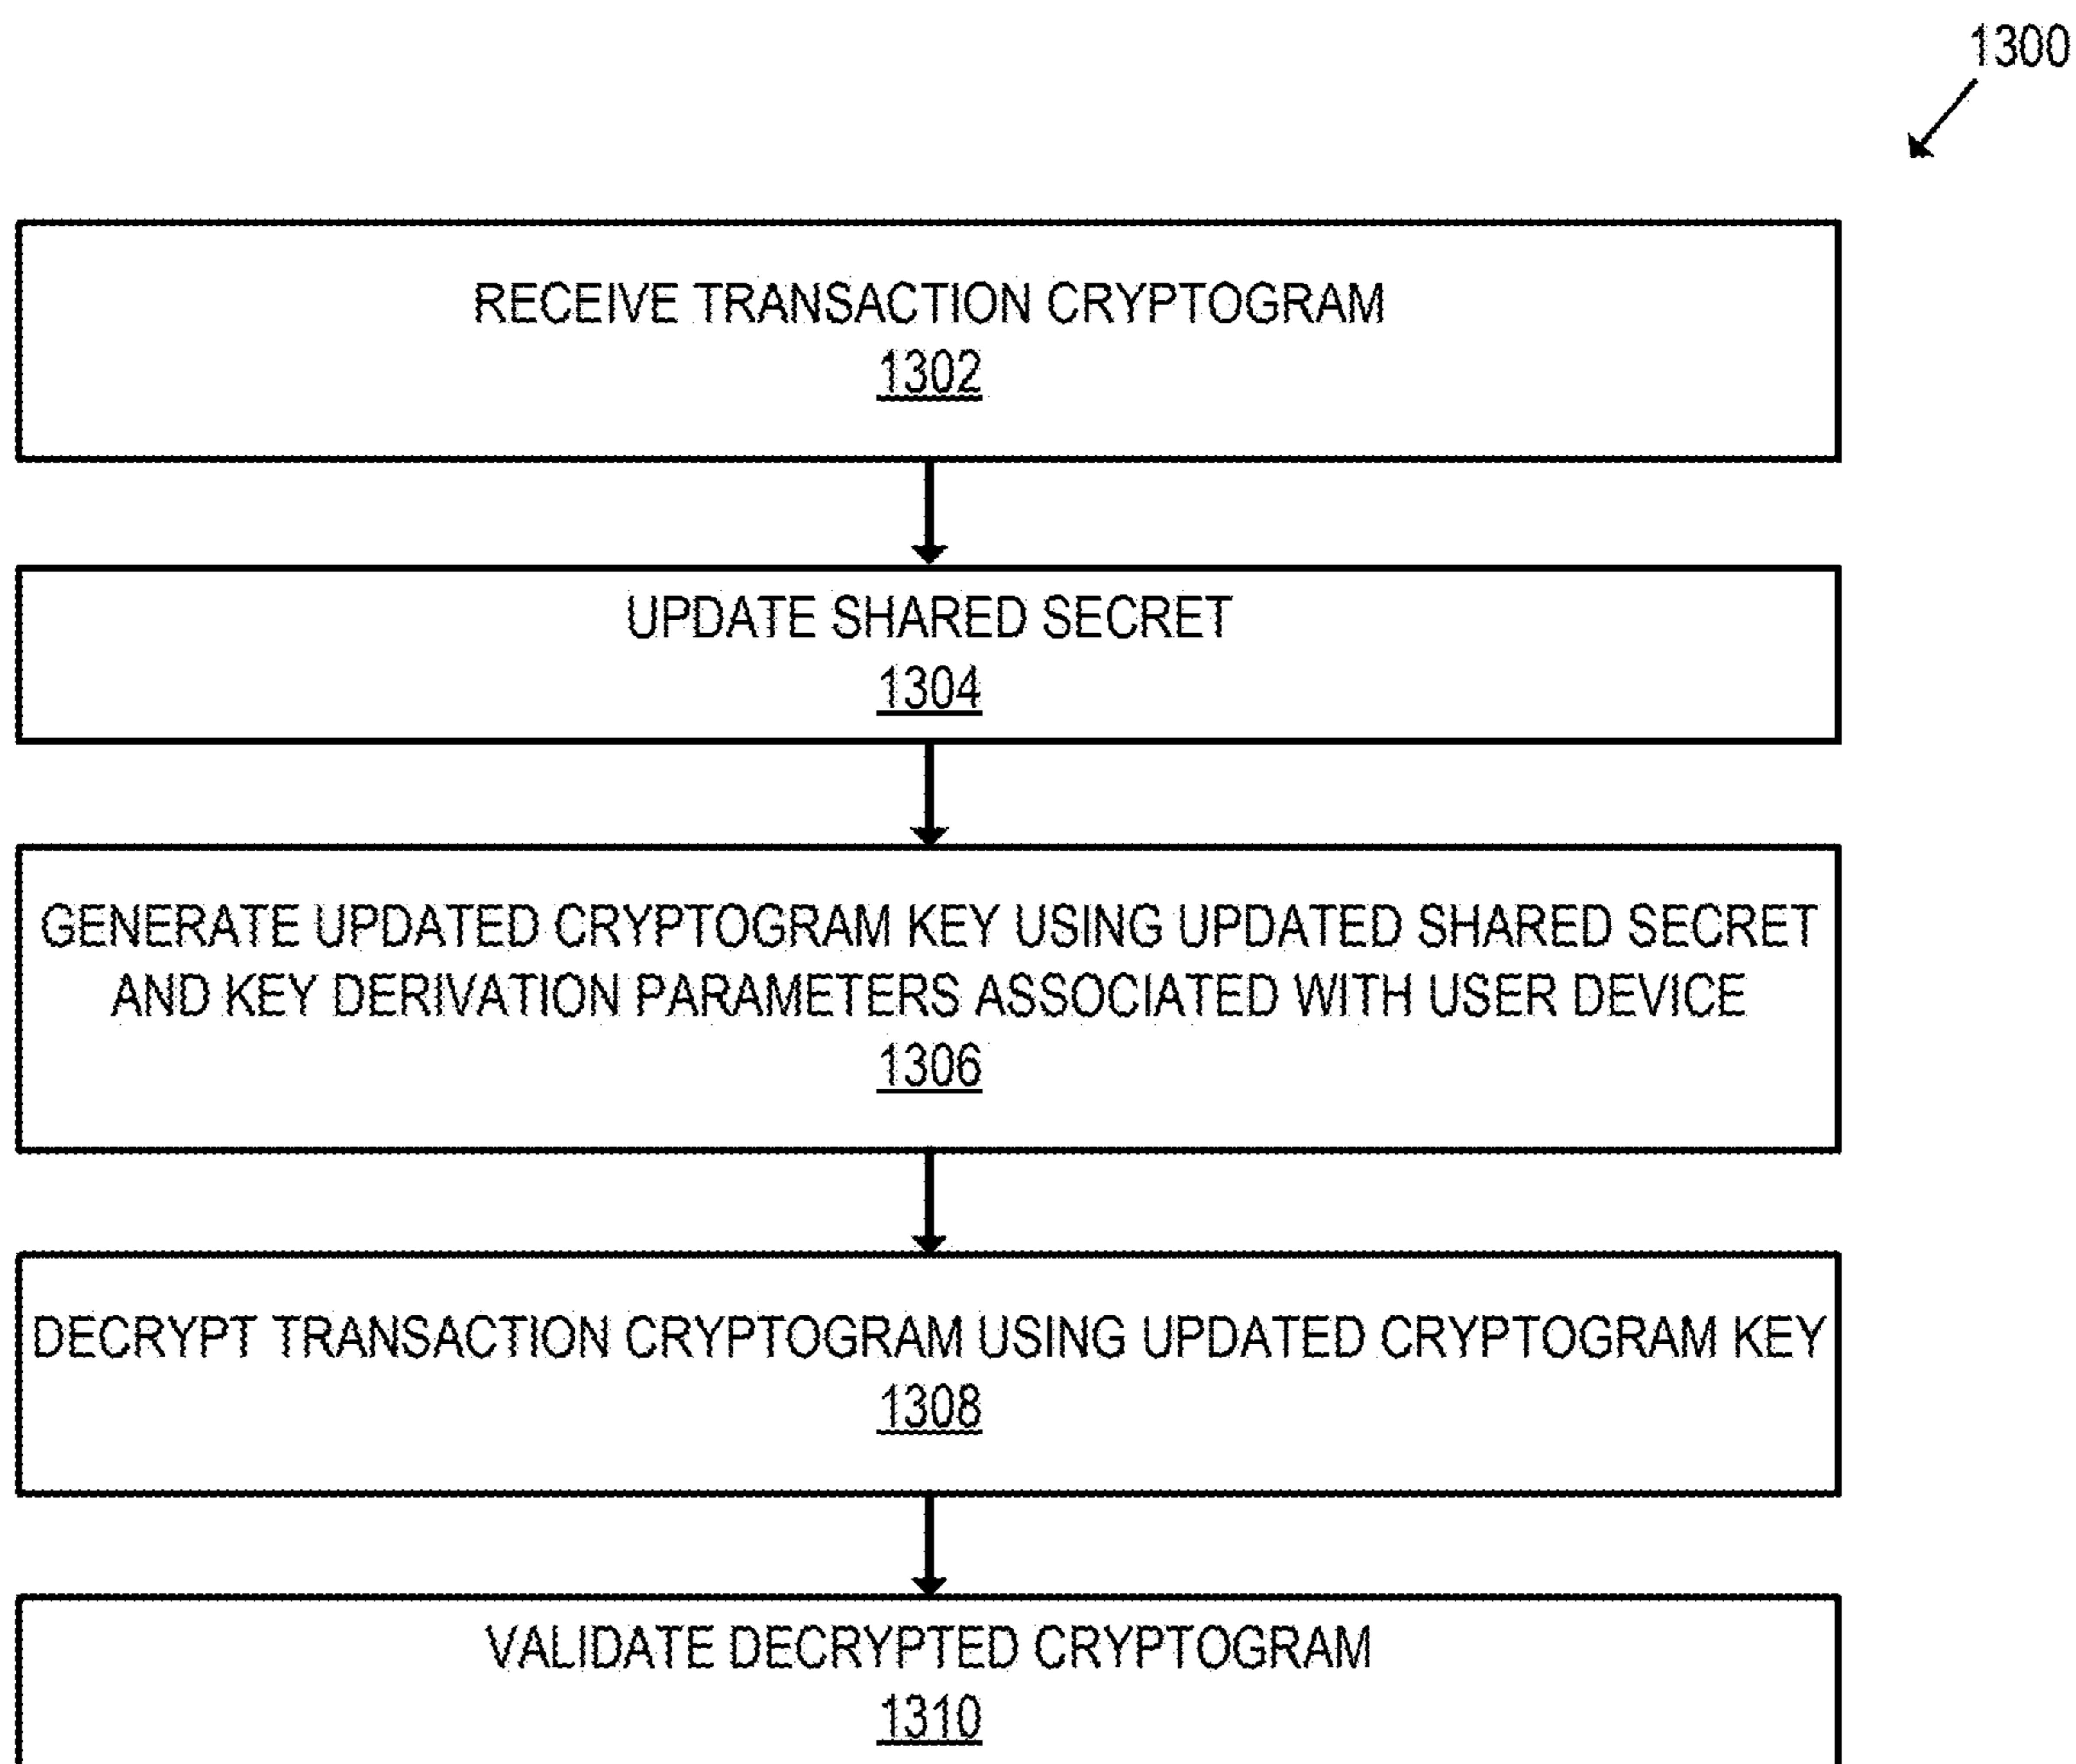 1300
RECEIVE TRANSACTION CRYPTOGRAM
1302
UPDATE SHARED SECRET
1304
GENERATE UPDATED CRYPTOGRAM KEY USING UPDATED SHARED SECRET
AND KEY DERIVATION PARAMETERS ASSOCIATED WITH USER DEVICE
1306
DECRYPT TRANSACTION CRYPTOGRAM USING UPDATED CRYPTOGRAM KEY
1308
VALIDATE DECRYPTED CRYPTOGRAM
1310